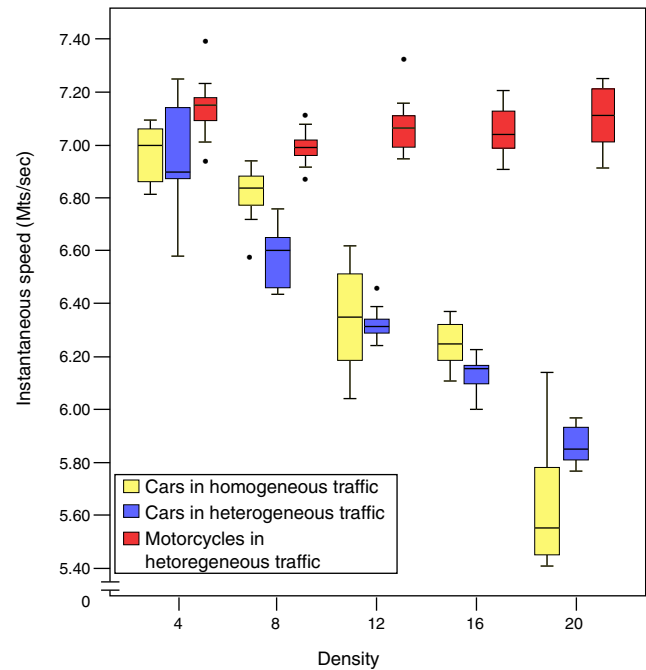 Instantaneous speed (Mts/sec)
7.40
7.20
7.00
6.80
6.60
6.40
6.20
6.00
5.80
5.60
5.40
0
Cars in homogeneous traffic
Cars in heterogeneous traffic
Motorcycles in
hetoregeneous traffic
4
8
12
16
20
Density